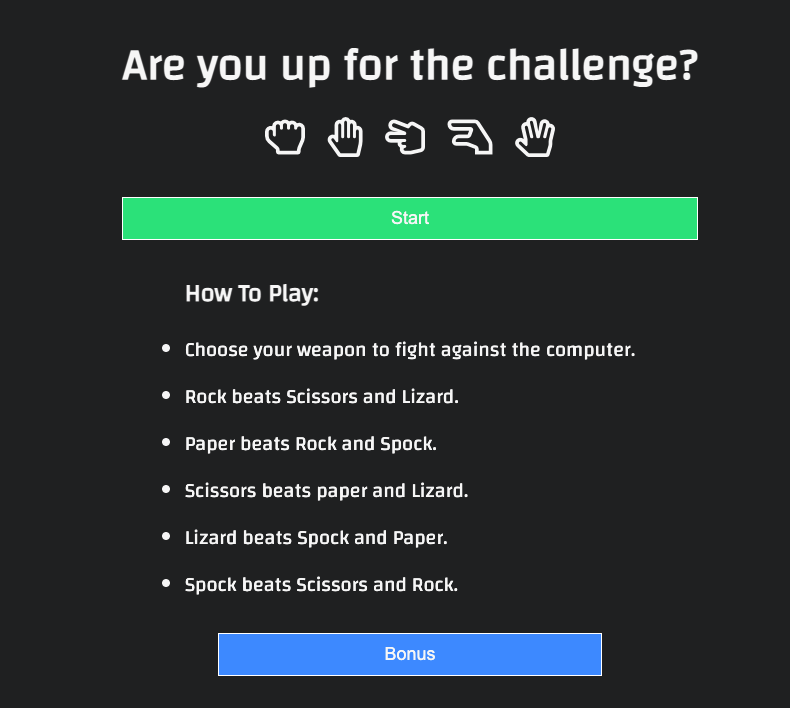 Are you up for the challenge?
Start
How To Play:
Choose your weapon to fight against the computer.
Rock beats Scissors and Lizard.
Paper beats Rock and Spock.
Scissors beats paper and Lizard.
Lizard beats Spock and Paper.
Spock beats Scissors and Rock.
Bonus